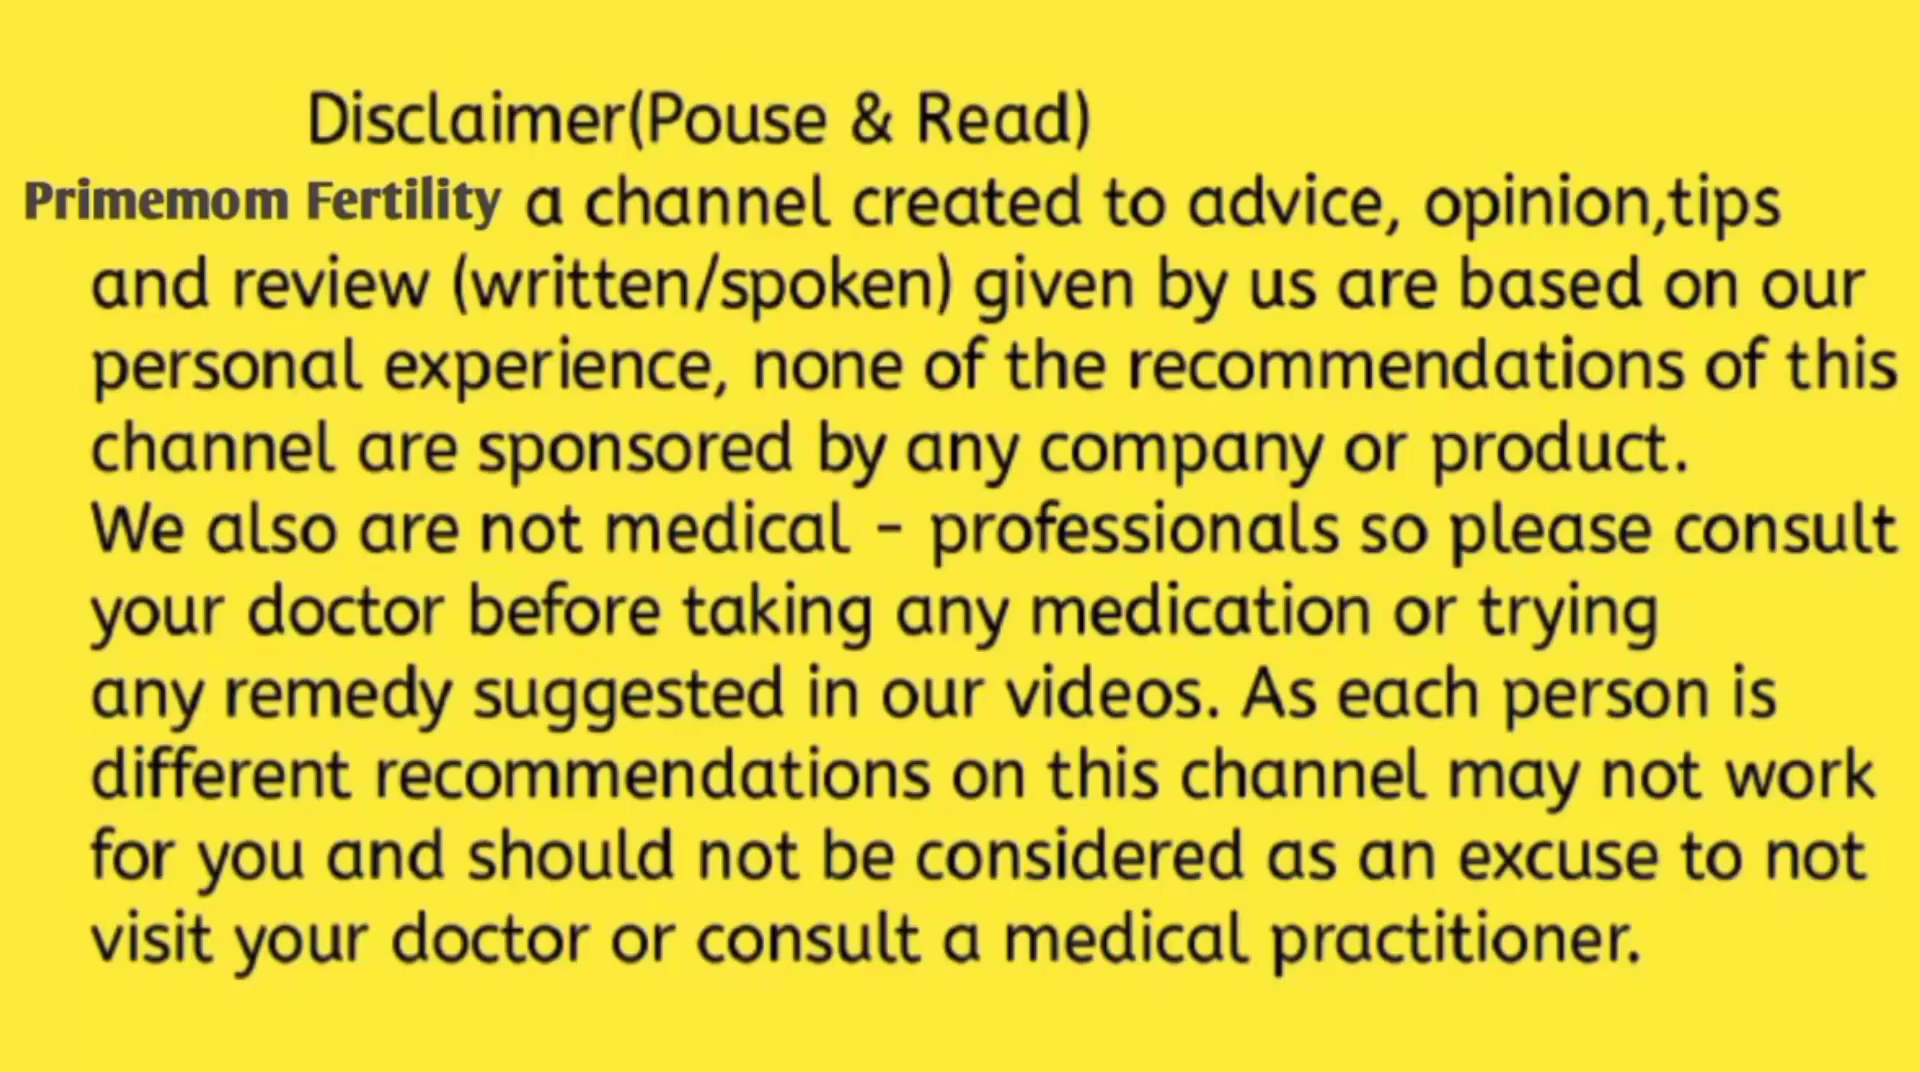 Disclaimer(Pouse & Read)
Primemom Fertility a channel created to advice, opinion,tips
and review (written/spoken) given by us are based on our
personal experience, none of the recommendations of this
channel are sponsored by any company or product.
We also are not medical - professionals so please consult
your doctor before taking any medication or trying
any remedy suggested in our videos. As each person is
different recommendations on this channel may not work
for you and should not be considered as an excuse to not
visit your doctor or consult a medical practitioner.